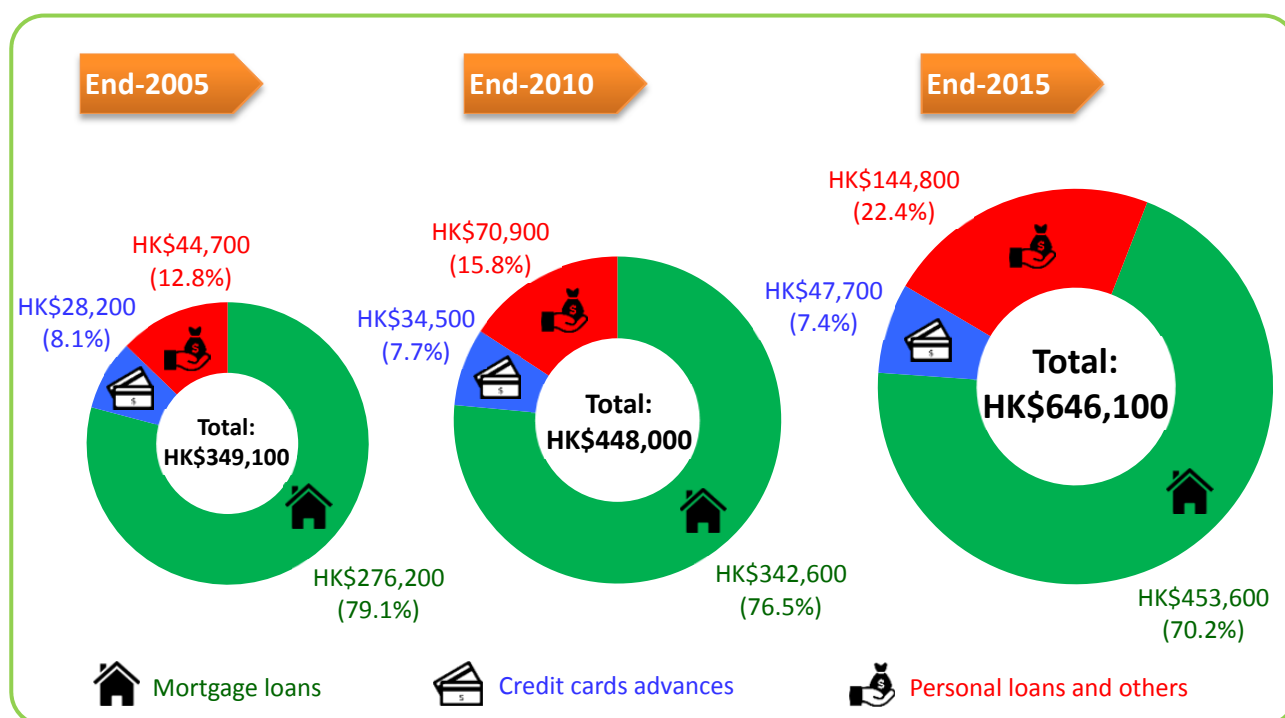 End-2005
End-2010
End-2015
HK$44,700
(12.8%)
HK$28,200
(8.1%)
Total:
HK$349,100
HK$276,200
(79.1%)
HK$70,900
(15.8%)
HK$34,500
(7.7%)
Total:
HK$448,000
HK$342,600
(76.5%)
HK$144,800
(22.4%)
HK$47,700
(7.4%)
Total:
HK$646,100
HK$453,600
(70.2%)
Mortgage loans
Credit cards advances
Personal loans and others